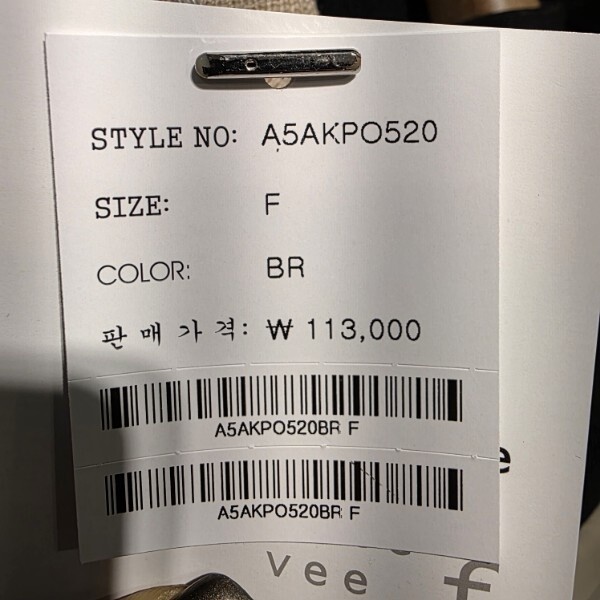 STYLE NO: A5AKPO520
SIZE: F
COLOR: BR
판매가격: ₩ 113,000
A5AKPO520BR F
A5AKPO520BR F
vee